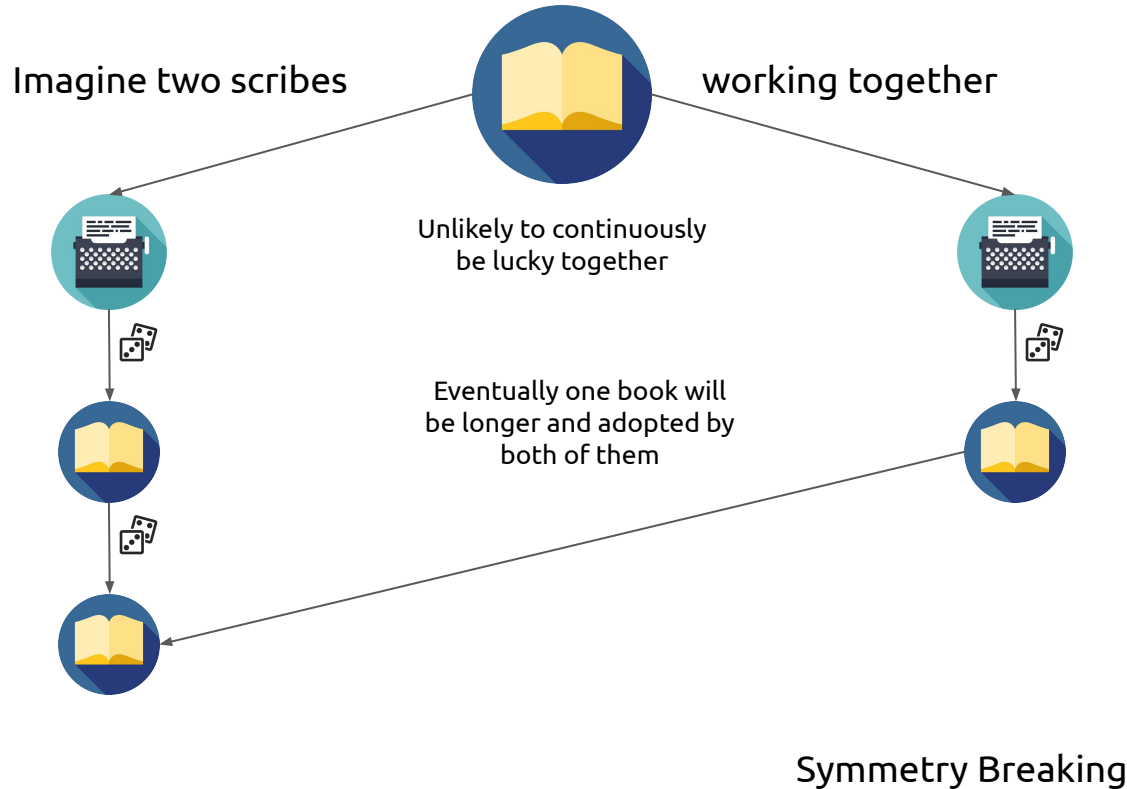 Imagine two scribes
working together
Unlikely to continuously
be lucky together
Eventually one book will
be longer and adopted by
both of them
Symmetry Breaking